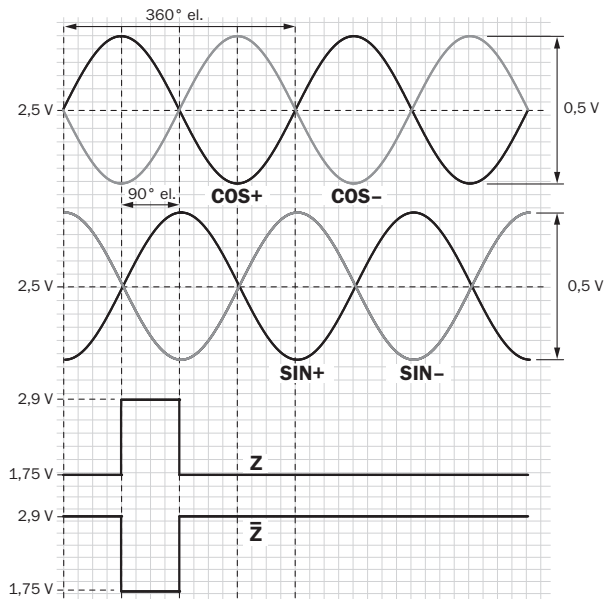 360° el.
2,5 V
0,5 V
COS+
COS–
90° el.
2,5 V
0,5 V
SIN+
SIN–
2,9 V
Z
1,75 V
2,9 V
Z̅
1,75 V